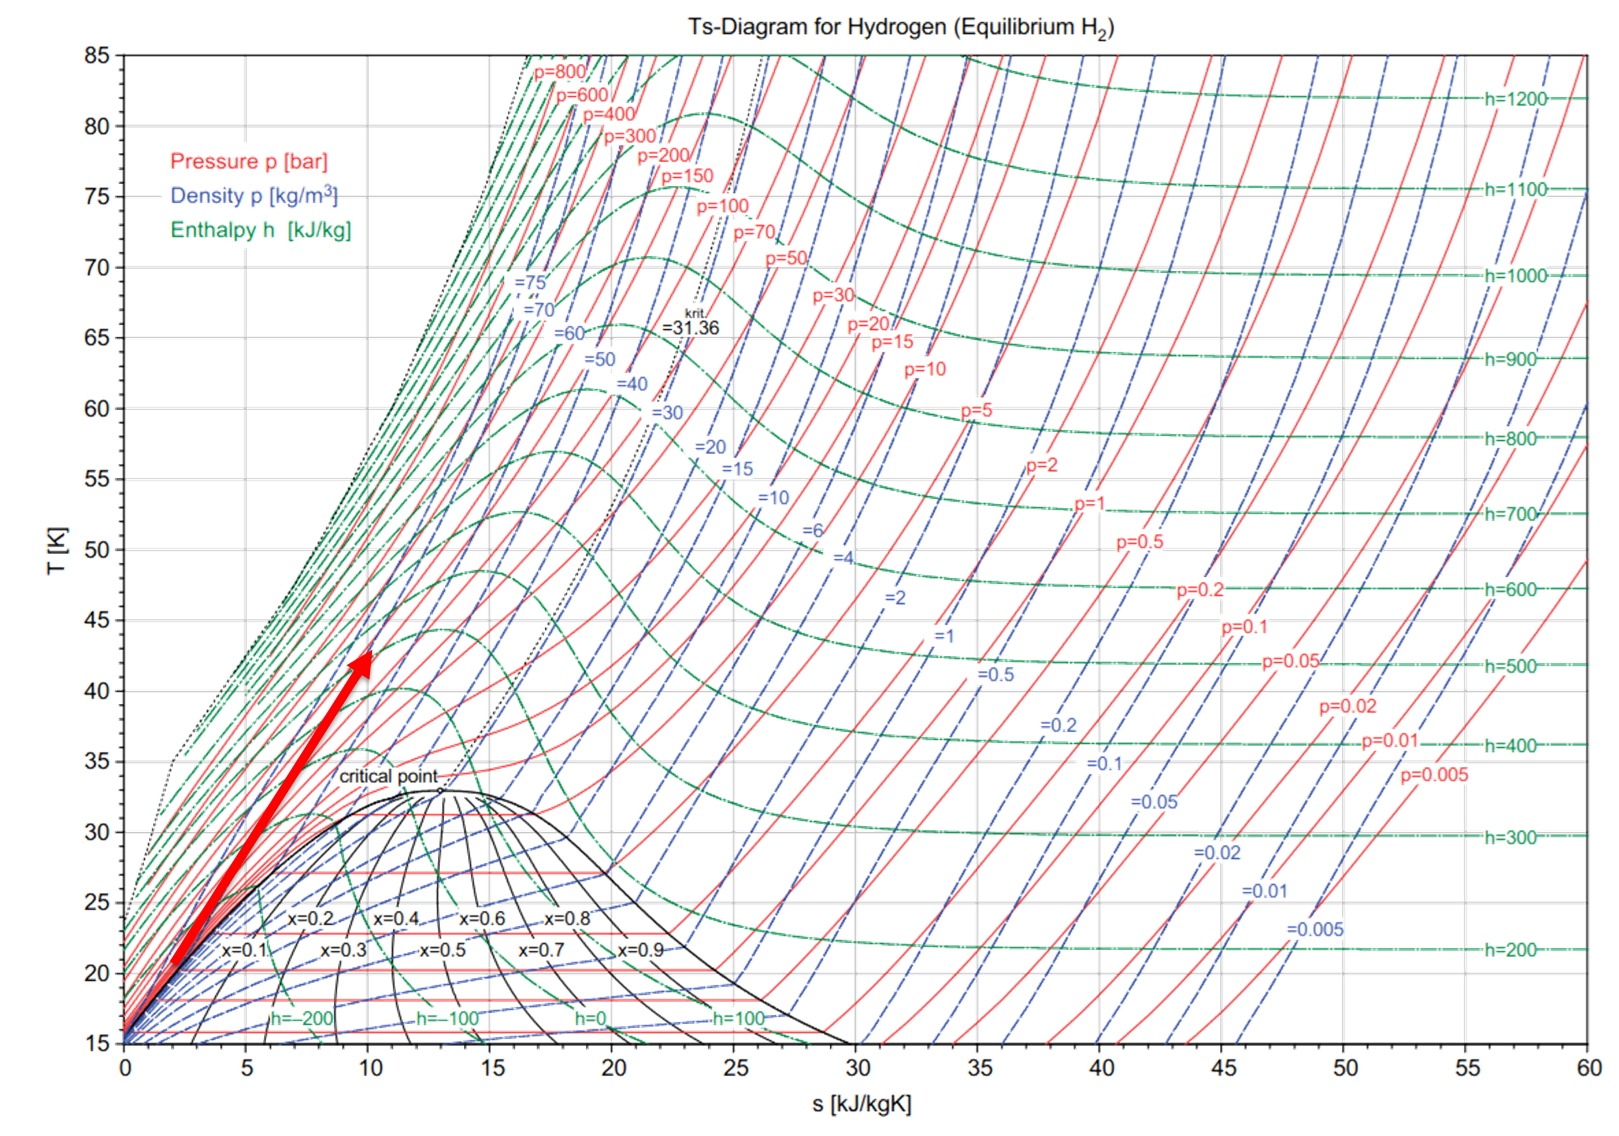 Ts-Diagram for Hydrogen (Equilibrium H₂)
85
80
75
70
65
60
55
50
45
40
35
30
25
20
15
T [K]
0
5
10
15
20
25
30
35
40
45
50
55
60
s [kJ/kgK]
Pressure p [bar]
Density p [kg/m³]
Enthalpy h [kJ/kg]
p=800
p=600
p=400
p=300
p=200
p=150
p=100
p=70
p=50
p=30
p=20
p=15
p=10
p=5
p=2
p=1
p=0.5
p=0.2
p=0.1
p=0.05
p=0.02
p=0.01
p=0.005
=75
=70
=60
=50
=40
krit.
=31.36
=30
=20
=15
=10
=6
=4
=2
=1
=0.5
=0.2
=0.1
=0.05
=0.02
=0.01
=0.005
h=1200
h=1100
h=1000
h=900
h=800
h=700
h=600
h=500
h=400
h=300
h=200
critical point
x=0.2
x=0.4
x=0.6
x=0.8
x=0.1
x=0.3
x=0.5
x=0.7
x=0.9
h=−200
h=−100
h=0
h=100